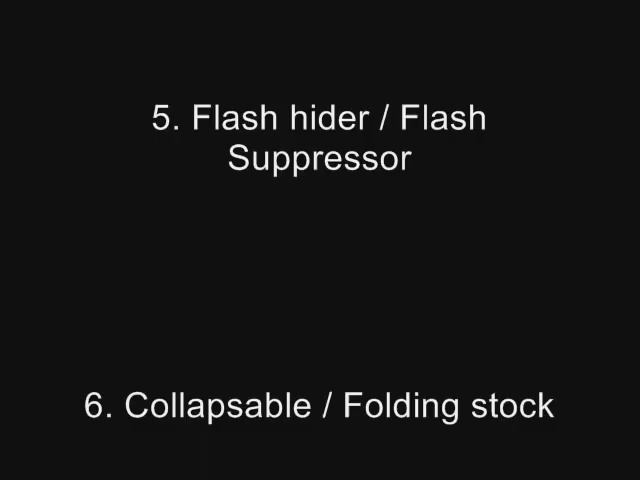 5. Flash hider / Flash
Suppressor
6. Collapsable / Folding stock